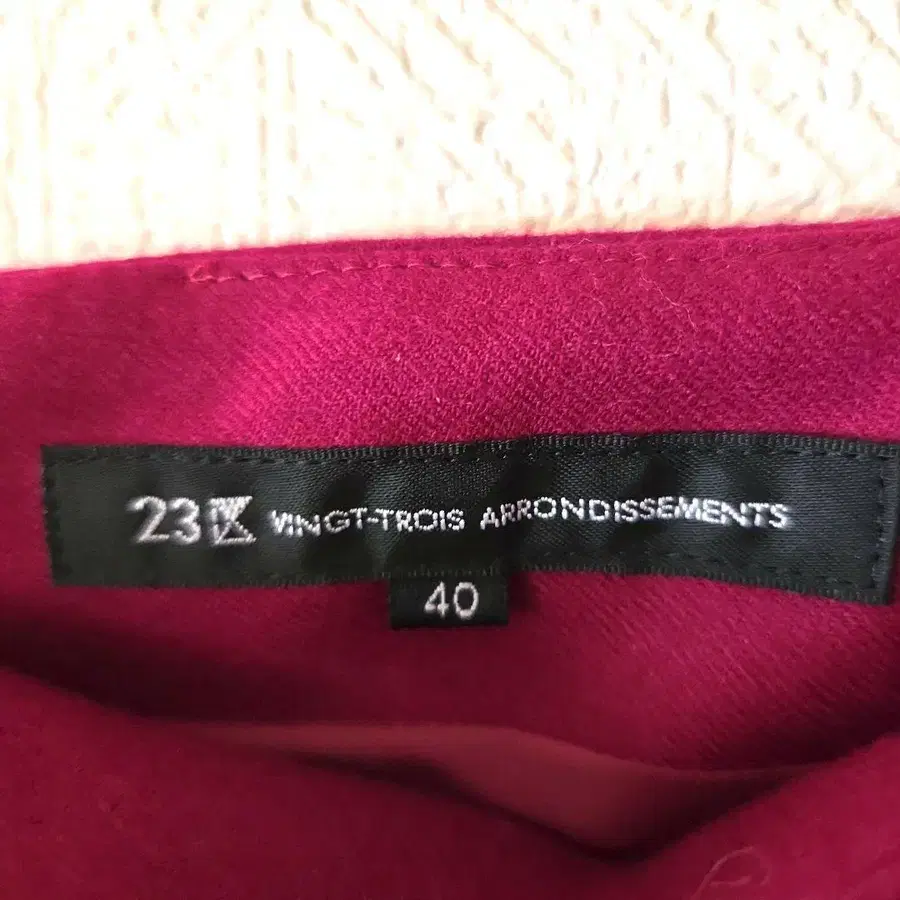 23区 VINGT-TROIS ARRONDISSEMENTS
40